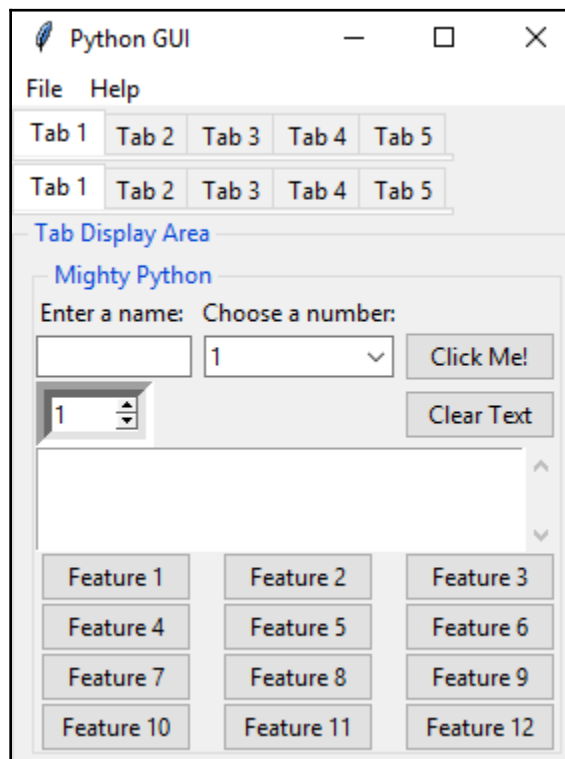 Python GUI
File Help
Tab 1 Tab 2 Tab 3 Tab 4 Tab 5
Tab 1 Tab 2 Tab 3 Tab 4 Tab 5
Tab Display Area
Mighty Python
Enter a name: Choose a number:
1 Click Me!
1 Clear Text
Feature 1 Feature 2 Feature 3
Feature 4 Feature 5 Feature 6
Feature 7 Feature 8 Feature 9
Feature 10 Feature 11 Feature 12